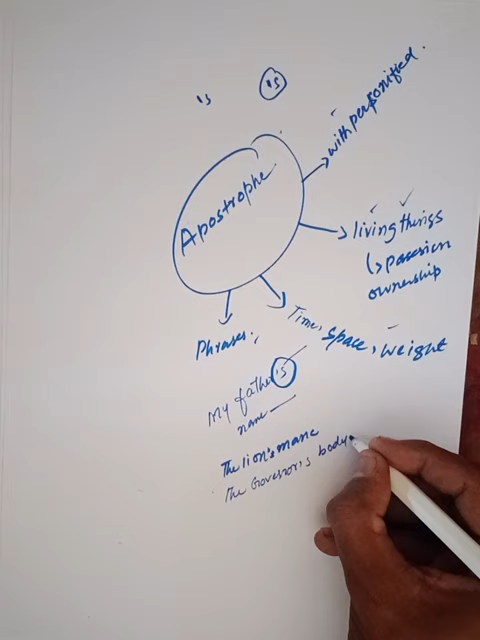 's 's
with personified.
Apostrophe.
living things
↳ possesion
ownership
Time, Space, weight
Phrases.
My father's
name
The lion's mane
The Governor's body